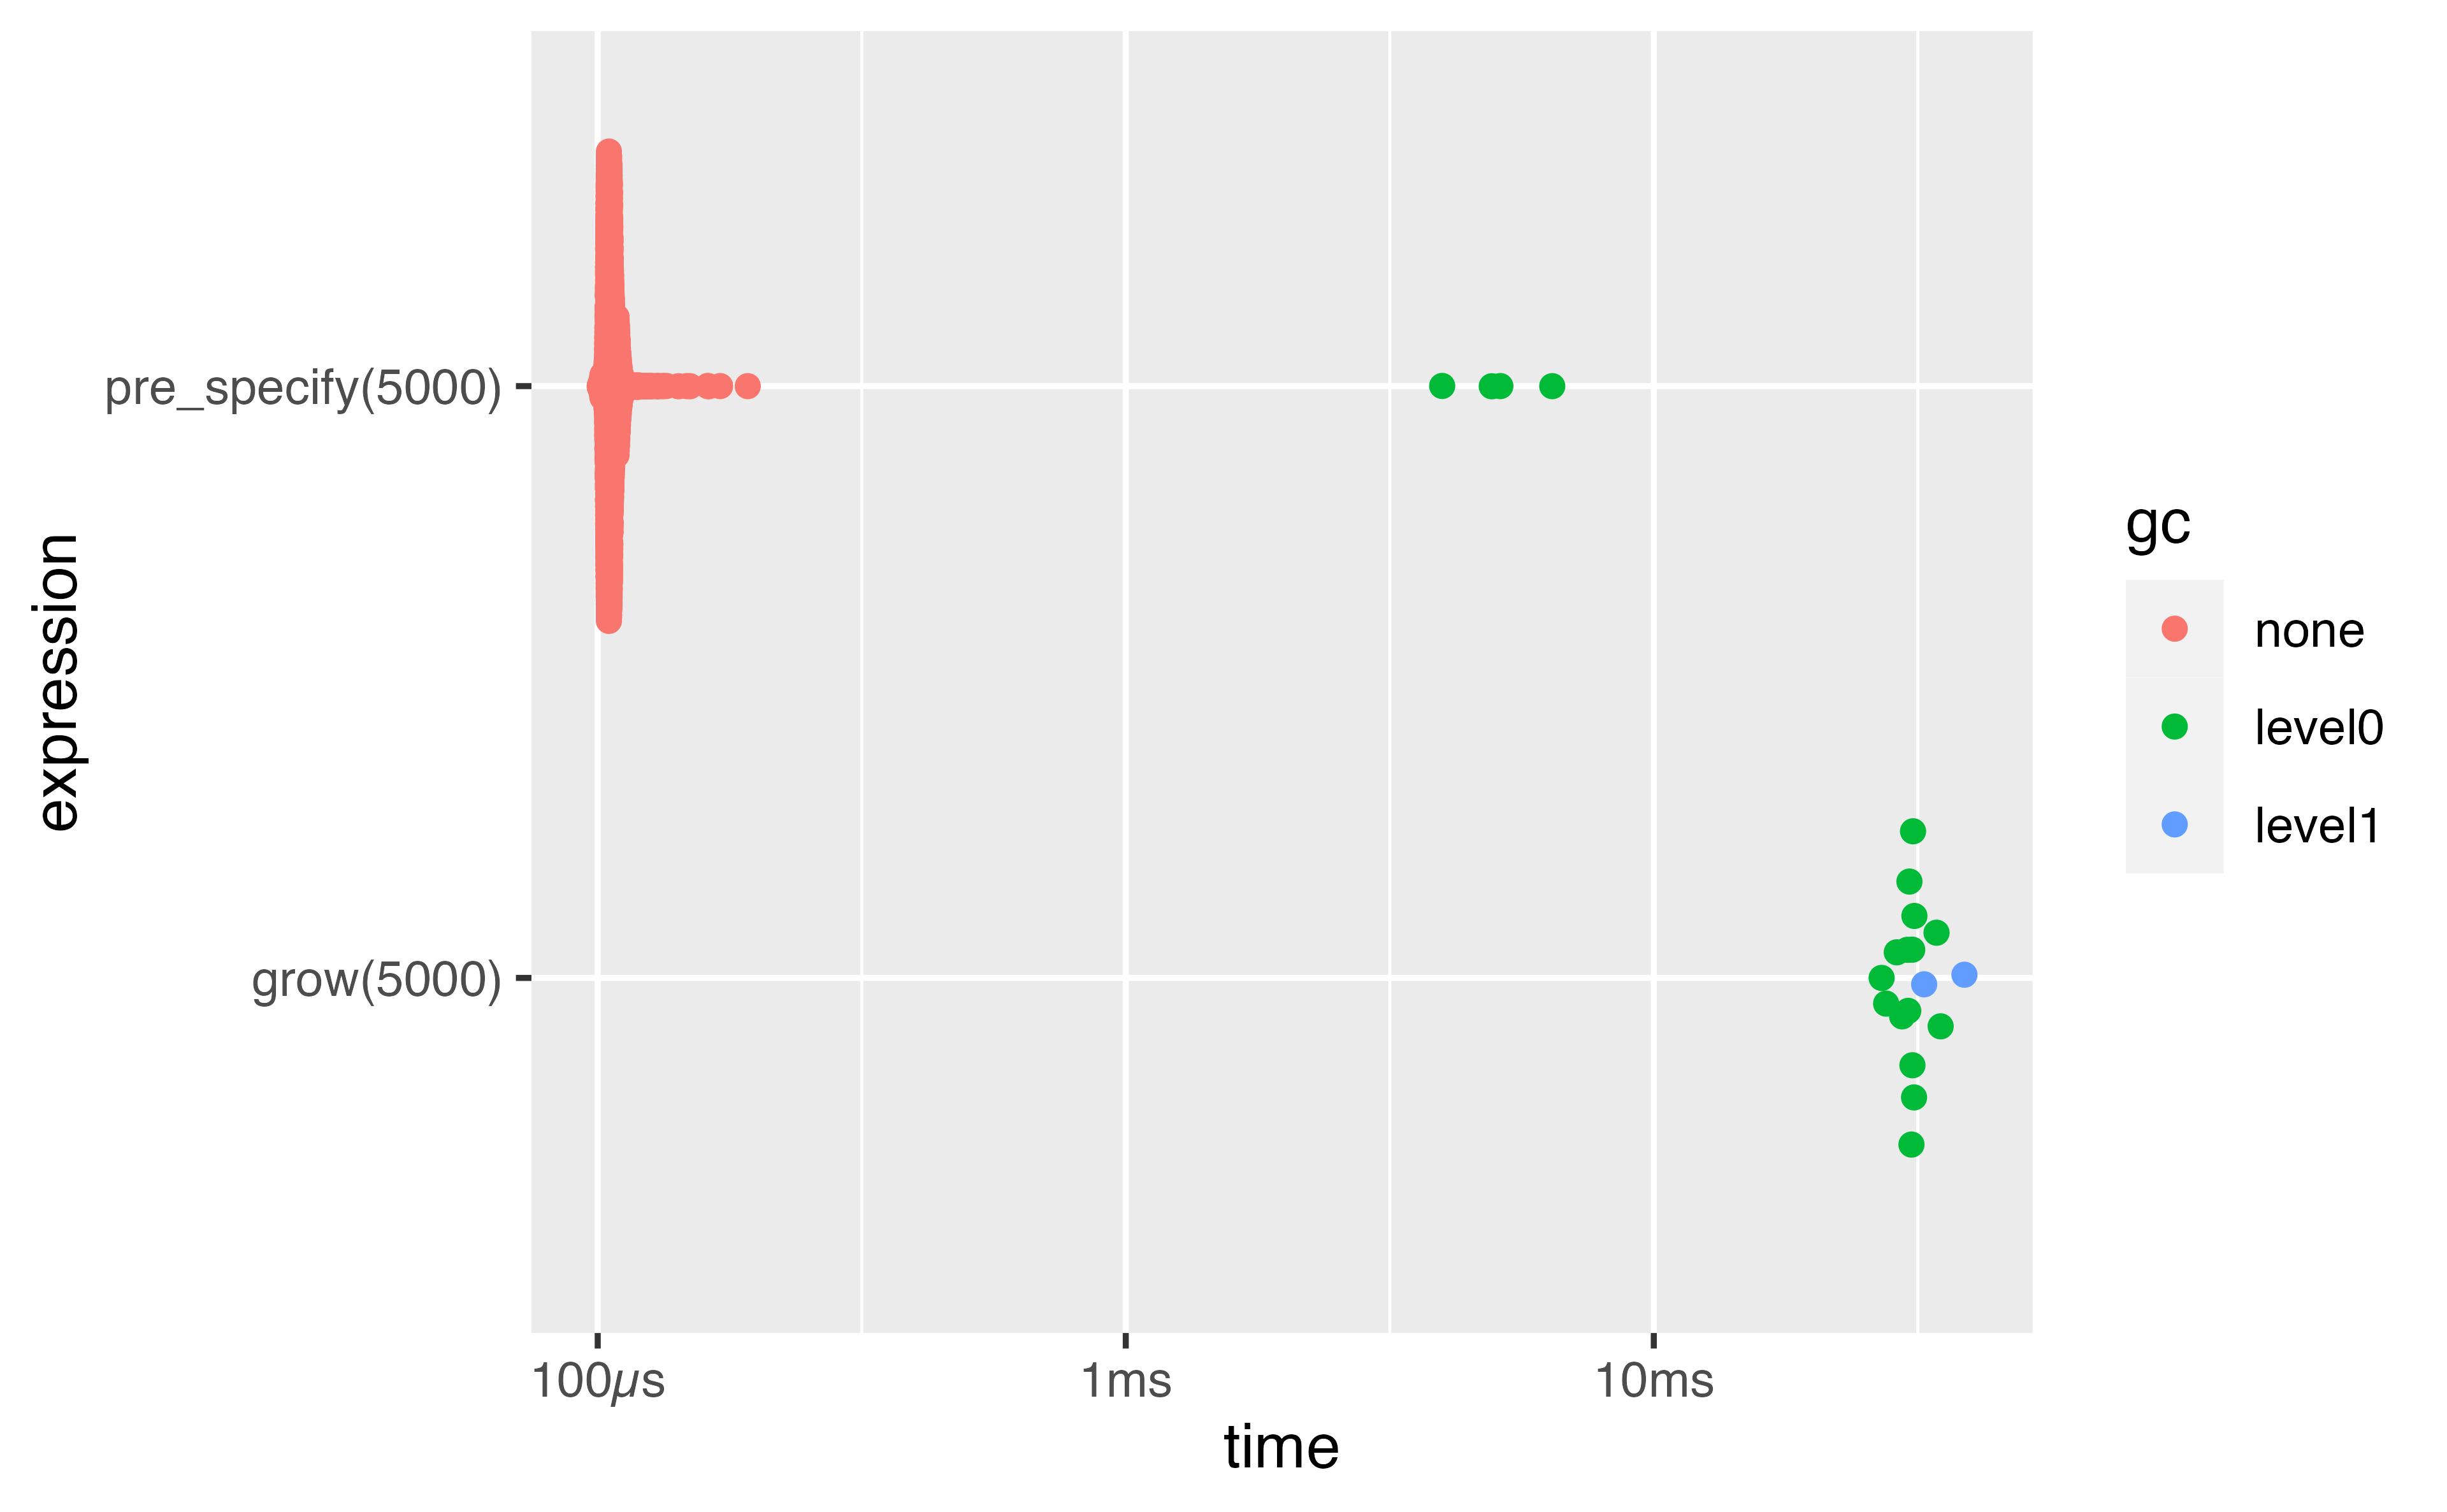 expression
pre_specify(5000)
grow(5000)
100µs
1ms
10ms
time
gc
none
level0
level1